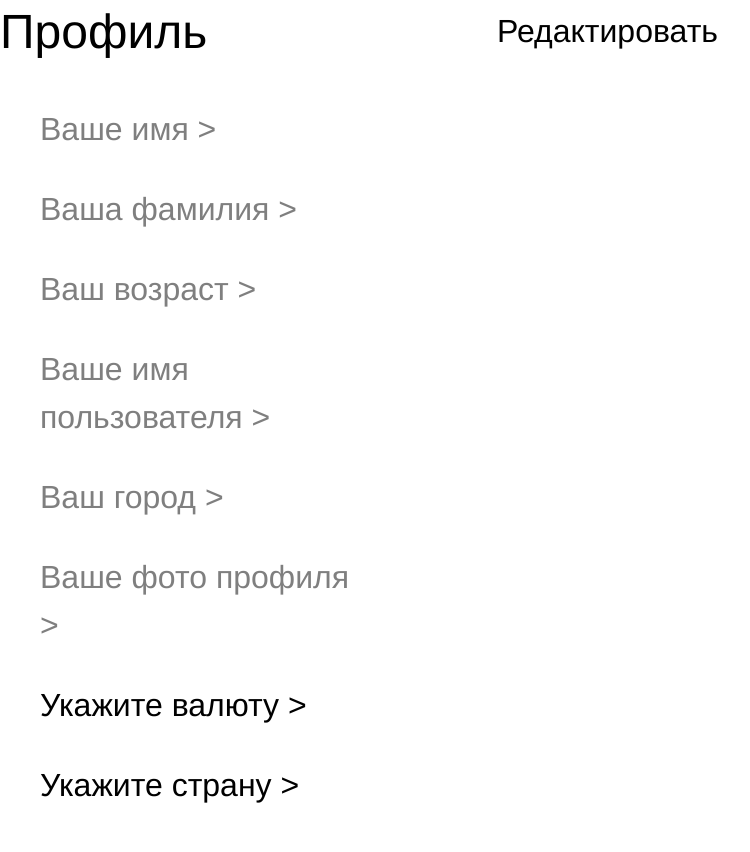 Профиль
Редактировать
Ваше имя >
Ваша фамилия >
Ваш возраст >
Ваше имя
пользователя >
Ваш город >
Ваше фото профиля
>
Укажите валюту >
Укажите страну >